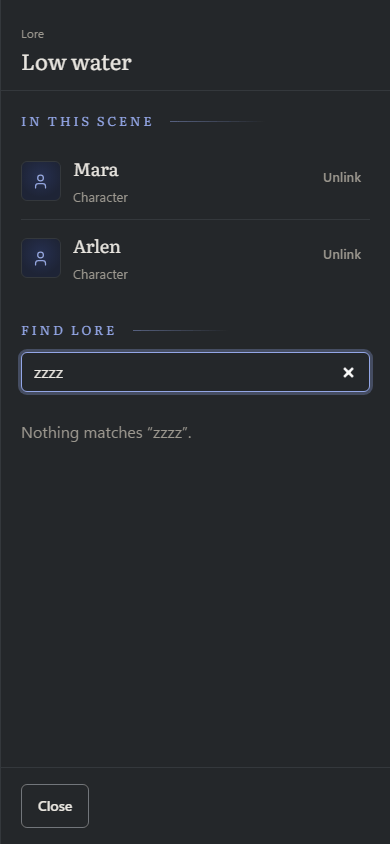 Lore
Low water
IN THIS SCENE
Mara
Character
Unlink
Arlen
Character
Unlink
FIND LORE
zzzz
Nothing matches “zzzz”.
Close